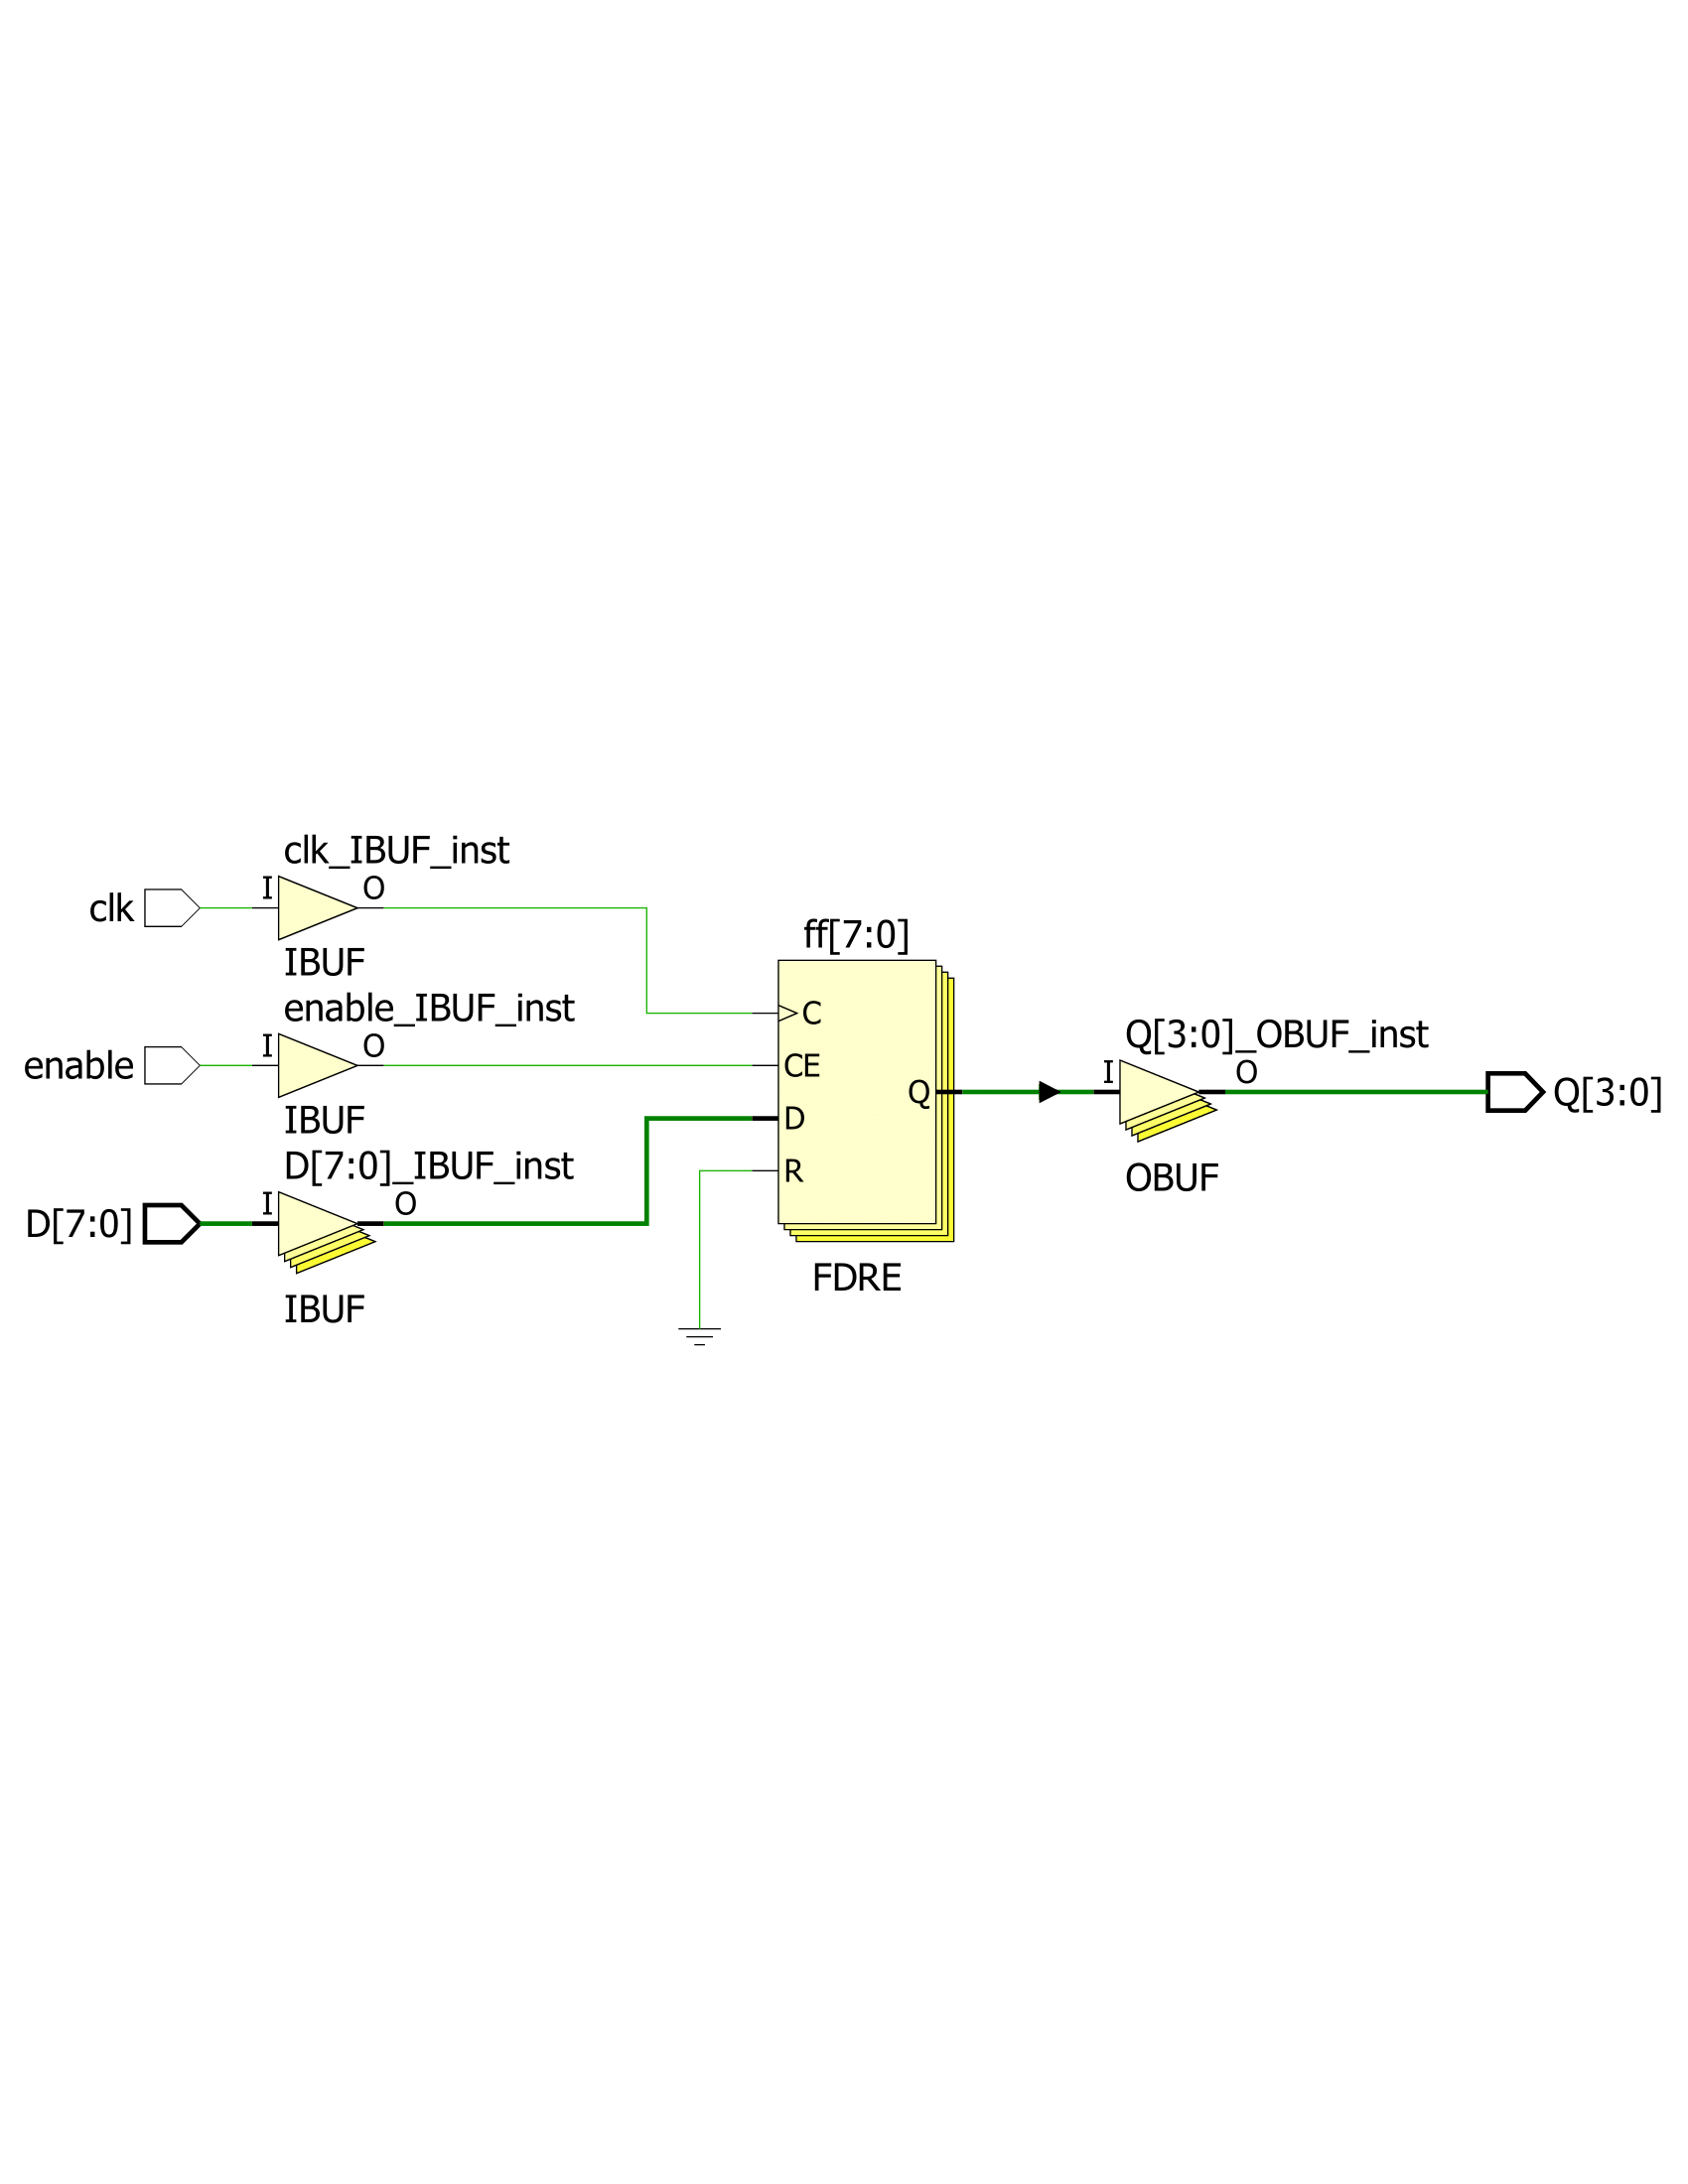 clk_IBUF_inst
clk
I
O
IBUF
enable_IBUF_inst
enable
I
O
IBUF
D[7:0]_IBUF_inst
D[7:0]
I
O
IBUF
ff[7:0]
C
CE
D
R
Q
FDRE
Q[3:0]_OBUF_inst
I
O
OBUF
Q[3:0]